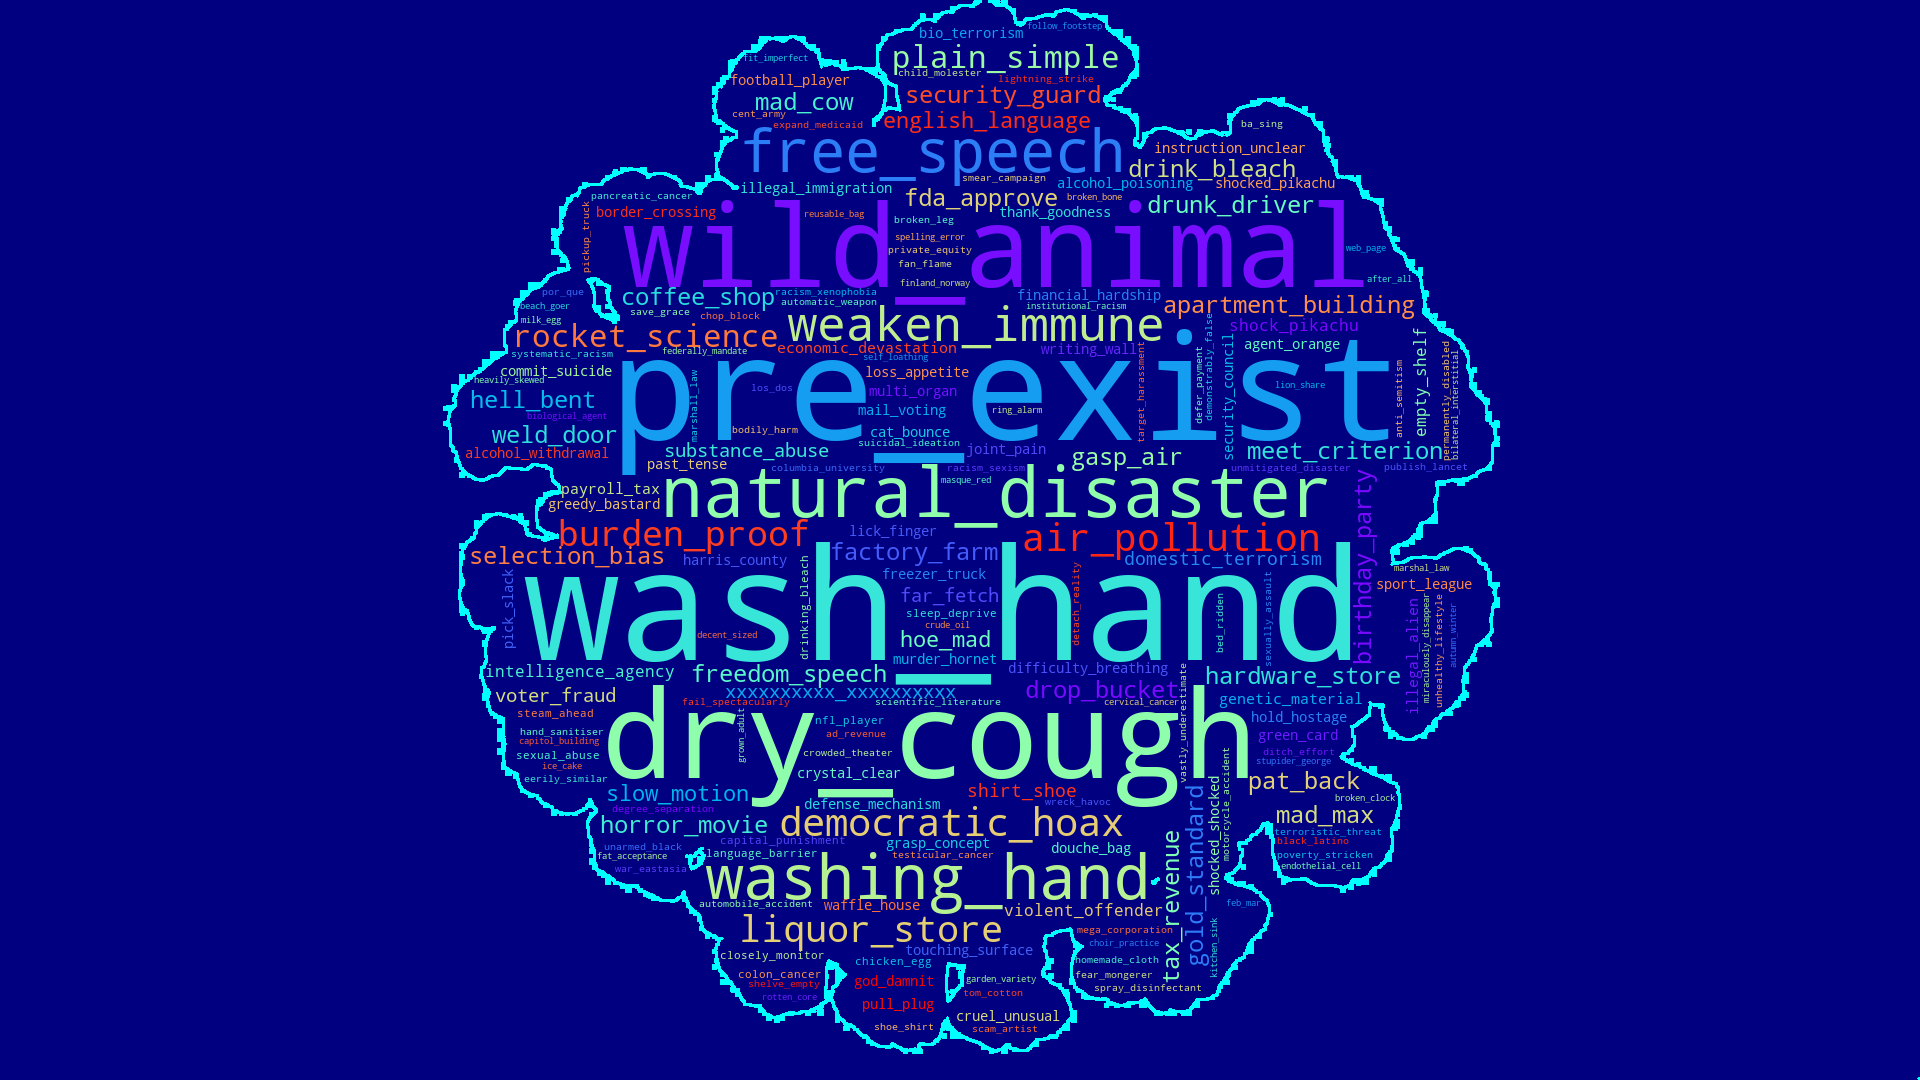 follow_footstep
bio_terrorism
plain_simple
fit_imperfect
child_molester
lightning_strike
football_player
security_guard
mad_cow
cent_army
expand_medicaid
english_language
ba_sing
free_speech
instruction_unclear
drink_bleach
smear_campaign
alcohol_poisoning
shocked_pikachu
illegal_immigration
pancreatic_cancer
fda_approve
broken_bone
drunk_driver
border_crossing
reusable_bag
thank_goodness
broken_leg
pickup_truck
wild_animal
spelling_error
private_equity
web_page
fan_flame
after_all
finland_norway
por_que
coffee_shop
racism_xenophobia
automatic_weapon
financial_hardship
institutional_racism
apartment_building
beach_goer
save_grace
chop_block
milk_egg
weaken_immune
shock_pikachu
rocket_science
systematic_racism
federally_mandate
economic_devastation
self_loathing
writing_wall
agent_orange
empty_shelf
commit_suicide
heavily_skewed
pre_exist
loss_appetite
multi_organ
los_dos
marshall_law
target_harassment
defer_payment
demonstrably_false
security_council
lion_share
anti_semitism
permanently_disabled
bilateral_interstitial
hell_bent
biological_agent
mail_voting
ring_alarm
weld_door
bodily_harm
cat_bounce
suicidal_ideation
alcohol_withdrawal
substance_abuse
joint_pain
gasp_air
meet_criterion
past_tense
columbia_university
racism_sexism
unmitigated_disaster
publish_lancet
masque_red
payroll_tax
greedy_bastard
natural_disaster
birthday_party
burden_proof
lick_finger
air_pollution
selection_bias
harris_county
factory_farm
domestic_terrorism
marshal_law
freezer_truck
sport_league
pick_slack
drinking_bleach
wash_hand
far_fetch
sleep_deprive
crude_oil
detach_reality
bed_ridden
sexually_assault
illegal_alien
miraculously_disappear
unhealthy_lifestyle
autumn_winter
decent_sized
hoe_mad
murder_hornet
intelligence_agency
freedom_speech
difficulty_breathing
hardware_store
voter_fraud
xxxxxxxxxx_xxxxxxxxxx
drop_bucket
vastly_underestimate
genetic_material
fail_spectacularly
scientific_literature
cervical_cancer
steam_ahead
grown_adult
nfl_player
hold_hostage
hand_sanitiser
ad_revenue
green_card
capitol_building
dry_cough
crowded_theater
sexual_abuse
ditch_effort
ice_cake
stupider_george
eerily_similar
crystal_clear
motorcycle_accident
pat_back
slow_motion
shirt_shoe
shocked_shocked
broken_clock
degree_separation
defense_mechanism
wreck_havoc
gold_standard
mad_max
horror_movie
democratic_hoax
tax_revenue
terroristic_threat
capital_punishment
grasp_concept
black_latino
unarmed_black
fat_acceptance
language_barrier
testicular_cancer
douche_bag
poverty_stricken
war_eastasia
endothelial_cell
washing_hand
automobile_accident
waffle_house
violent_offender
feb_mar
liquor_store
mega_corporation
kitchen_sink
touching_surface
choir_practice
closely_monitor
chicken_egg
homemade_cloth
colon_cancer
god_damnit
garden_variety
fear_mongerer
shelve_empty
spray_disinfectant
rotten_core
pull_plug
tom_cotton
cruel_unusual
shoe_shirt
scam_artist